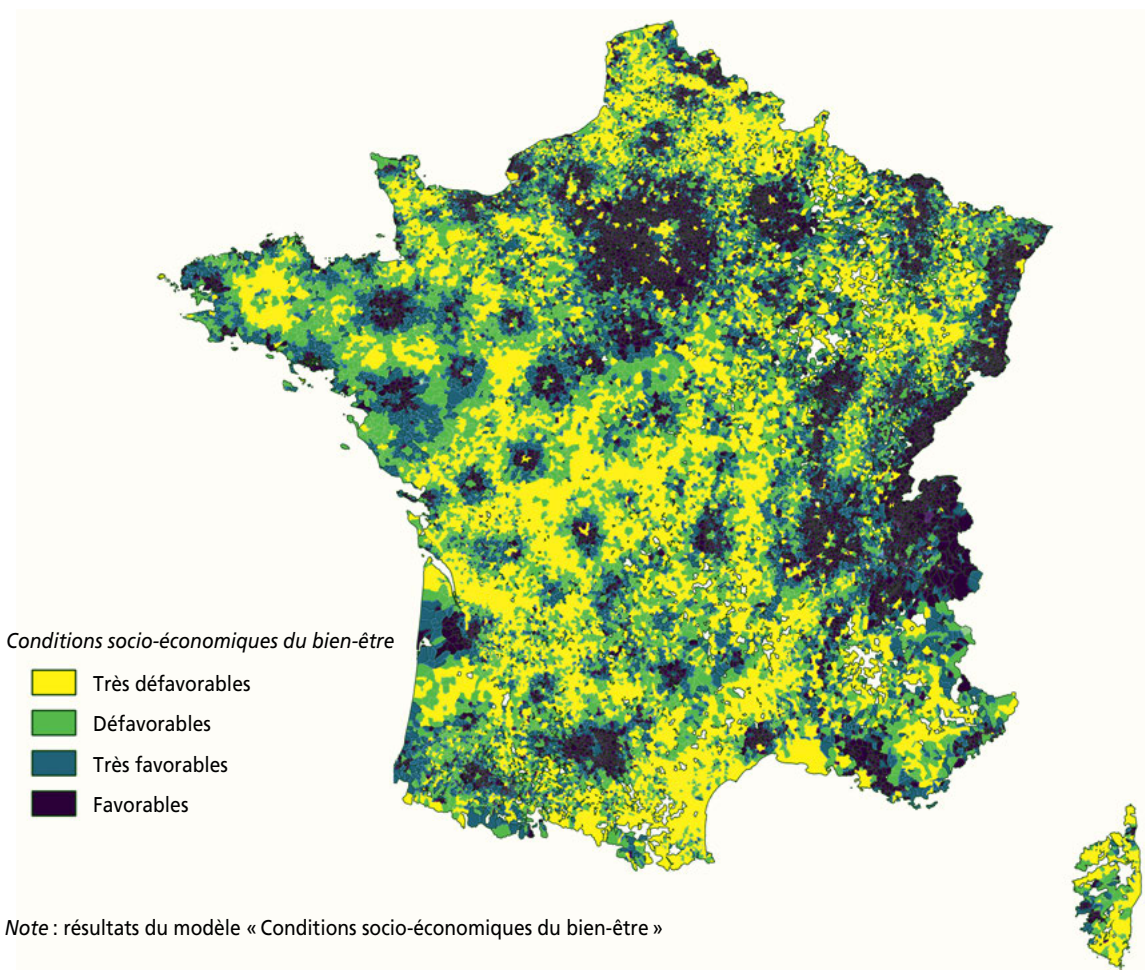 Conditions socio-économiques du bien-être
Très défavorables
Défavorables
Très favorables
Favorables
Note : résultats du modèle « Conditions socio-économiques du bien-être »